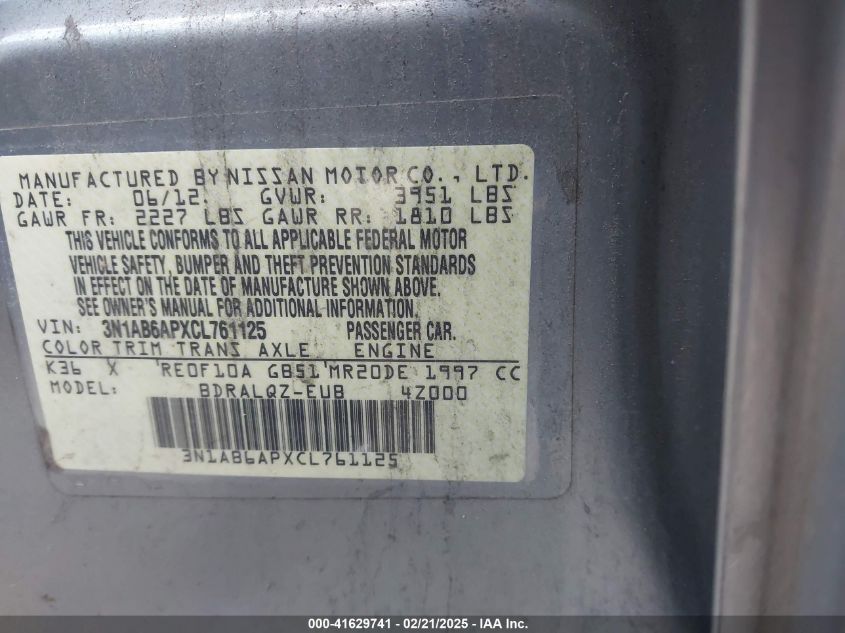 MANUFACTURED BY NISSAN MOTOR CO., LTD.
DATE: 06/12 GVWR: 3951 LBS
GAWR FR: 2227 LBS GAWR RR: 1810 LBS
THIS VEHICLE CONFORMS TO ALL APPLICABLE FEDERAL MOTOR
VEHICLE SAFETY, BUMPER AND THEFT PREVENTION STANDARDS
IN EFFECT ON THE DATE OF MANUFACTURE SHOWN ABOVE.
SEE OWNER'S MANUAL FOR ADDITIONAL INFORMATION.
VIN: 3N1AB6APXCL761125 PASSENGER CAR.
COLOR TRIM TRANS AXLE ENGINE
K36 X RE0F10A GB51 MR20DE 1997 CC
MODEL: BDRALQZ-EUB 4Z000
3N1AB6APXCL761125
000-41629741 - 02/21/2025 - IAA Inc.